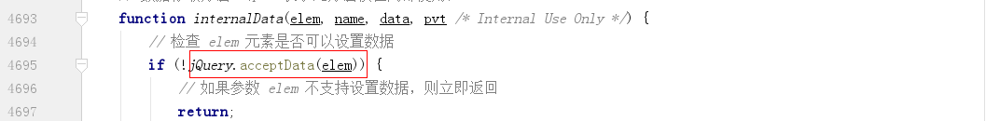 4693 function internalData(elem, name, data, pvt /* Internal Use Only */) {
4694 // 检查 elem 元素是否可以设置数据
4695 if (!jQuery.acceptData(elem)) {
4696 // 如果参数 elem 不支持设置数据，则立即返回
4697 return;